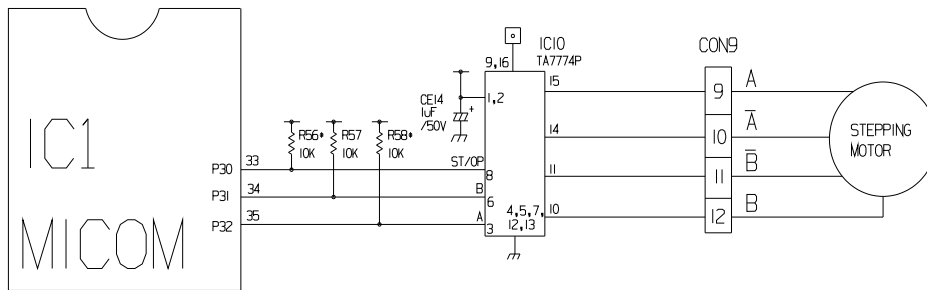 IC1
MICOM
P30
33
P31
34
P32
35
R56*
10K
R57
10K
R58*
10K
CE14
1uF
/50V
+
ST/OP
B
A
9,16
IC10
TA7774P
1,2
8
6
3
4,5,7,
12,13
15
14
11
10
CON9
9
10
11
12
A
A̅
B̅
B
STEPPING
MOTOR